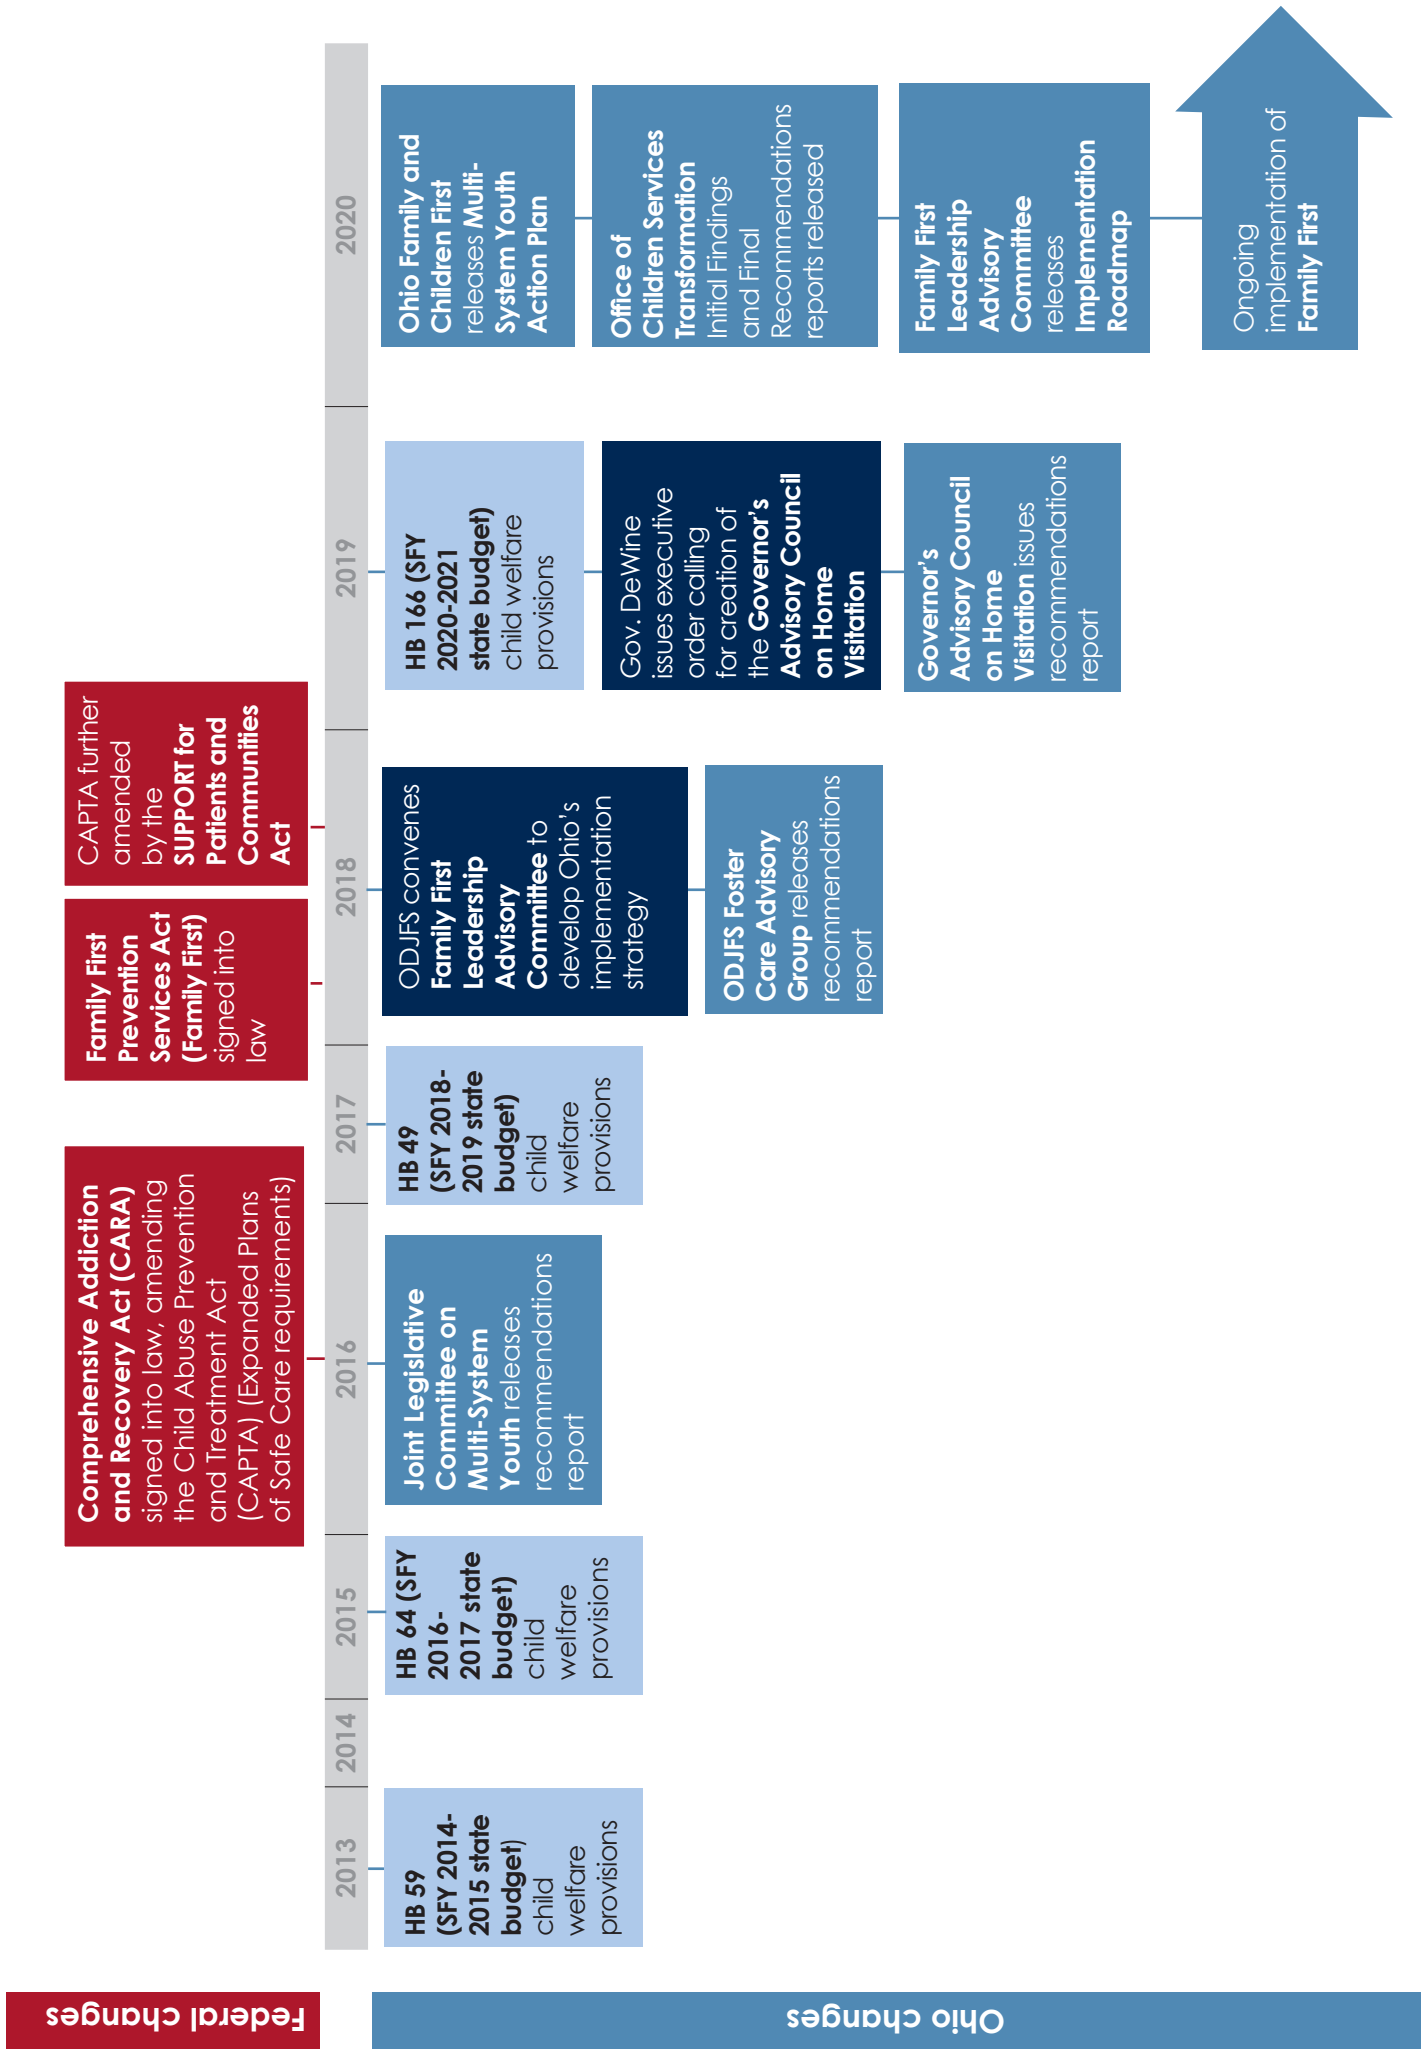 Federal changes
Comprehensive Addiction
and Recovery Act (CARA)
signed into law, amending
the Child Abuse Prevention
and Treatment Act
(CAPTA) (Expanded Plans
of Safe Care requirements)
Family First
Prevention
Services Act
(Family First)
signed into
law
CAPTA further
amended
by the
SUPPORT for
Patients and
Communities
Act
2013
2014
2015
2016
2017
2018
2019
2020
Ohio changes
HB 59
(SFY 2014-
2015 state
budget)
child
welfare
provisions
HB 64 (SFY
2016-
2017 state
budget)
child
welfare
provisions
Joint Legislative
Committee on
Multi-System
Youth releases
recommendations
report
HB 49
(SFY 2018-
2019 state
budget)
child
welfare
provisions
ODJFS convenes
Family First
Leadership
Advisory
Committee to
develop Ohio's
implementation
strategy
ODJFS Foster
Care Advisory
Group releases
recommendations
report
HB 166 (SFY
2020-2021
state budget)
child welfare
provisions
Gov. DeWine
issues executive
order calling
for creation of
the Governor's
Advisory Council
on Home
Visitation
Governor's
Advisory Council
on Home
Visitation issues
recommendations
report
Ohio Family and
Children First
releases Multi-
System Youth
Action Plan
Office of
Children Services
Transformation
Initial Findings
and Final
Recommendations
reports released
Family First
Leadership
Advisory
Committee
releases
Implementation
Roadmap
Ongoing
implementation of
Family First